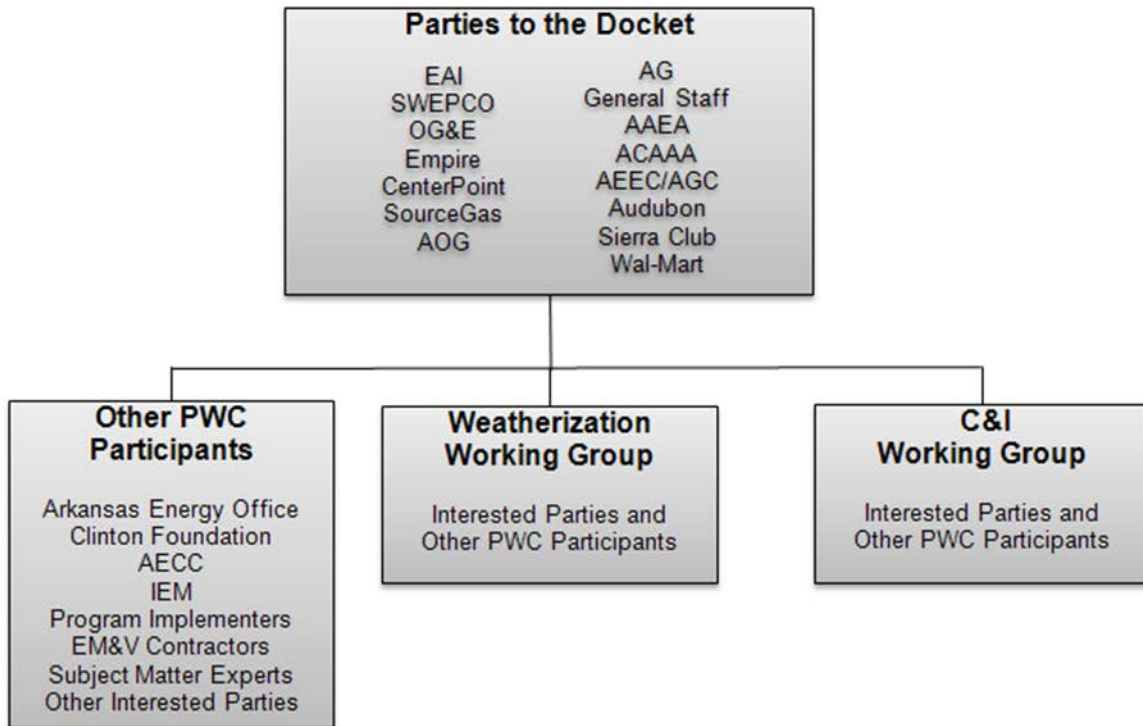 Parties to the Docket
EAI
SWEPCO
OG&E
Empire
CenterPoint
SourceGas
AOG
AG
General Staff
AAEA
ACAAA
AEEC/AGC
Audubon
Sierra Club
Wal-Mart
Other PWC
Participants
Arkansas Energy Office
Clinton Foundation
AECC
IEM
Program Implementers
EM&V Contractors
Subject Matter Experts
Other Interested Parties
Weatherization
Working Group
Interested Parties and
Other PWC Participants
C&I
Working Group
Interested Parties and
Other PWC Participants